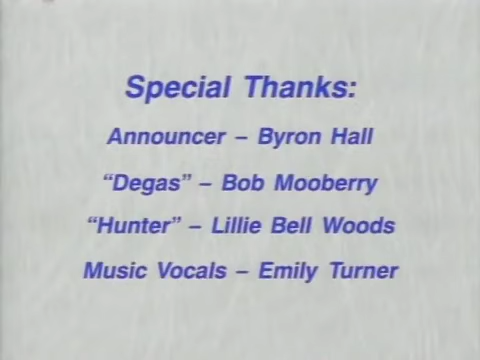 Special Thanks:
Announcer – Byron Hall
“Degas” – Bob Mooberry
“Hunter” – Lillie Bell Woods
Music Vocals – Emily Turner